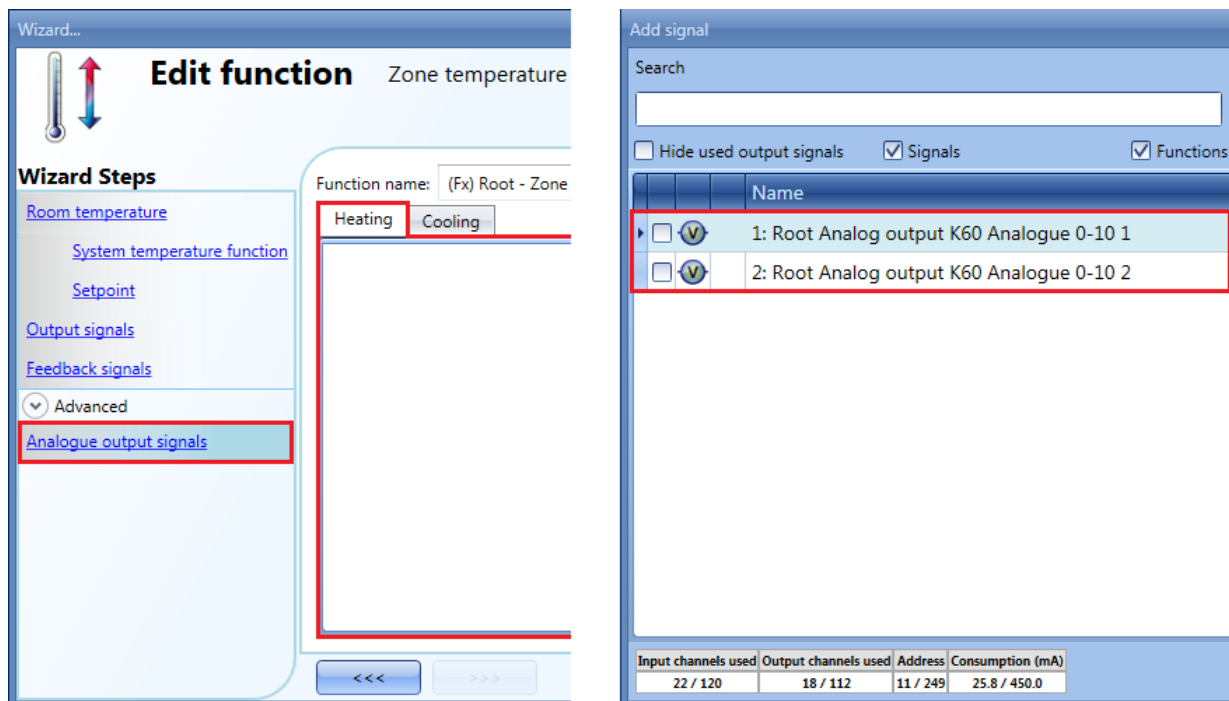 Wizard...
Edit function Zone temperature
Wizard Steps
Room temperature
System temperature function
Setpoint
Output signals
Feedback signals
Advanced
Analogue output signals
Function name: (Fx) Root - Zone
Heating Cooling
<<< >>>
Add signal
Search
Hide used output signals Signals Functions
Name
V 1: Root Analog output K60 Analogue 0-10 1
V 2: Root Analog output K60 Analogue 0-10 2
Input channels used Output channels used Address Consumption (mA)
22 / 120 18 / 112 11 / 249 25.8 / 450.0